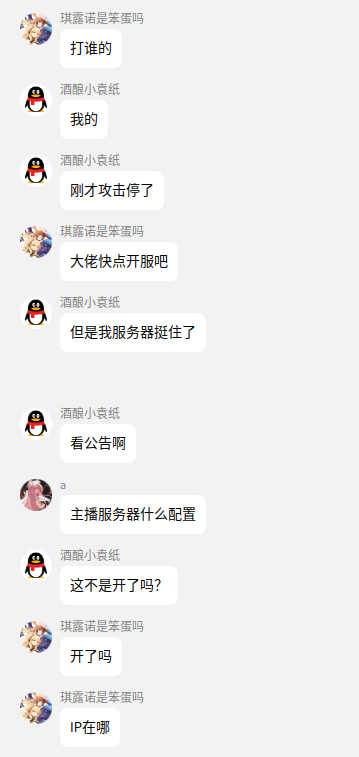 琪露诺是笨蛋吗
打谁的
酒酿小袁纸
我的
酒酿小袁纸
刚才攻击停了
琪露诺是笨蛋吗
大佬快点开服吧
酒酿小袁纸
但是我服务器挺住了
酒酿小袁纸
看公告啊
a
主播服务器什么配置
酒酿小袁纸
这不是开了吗?
琪露诺是笨蛋吗
开了吗
琪露诺是笨蛋吗
IP在哪